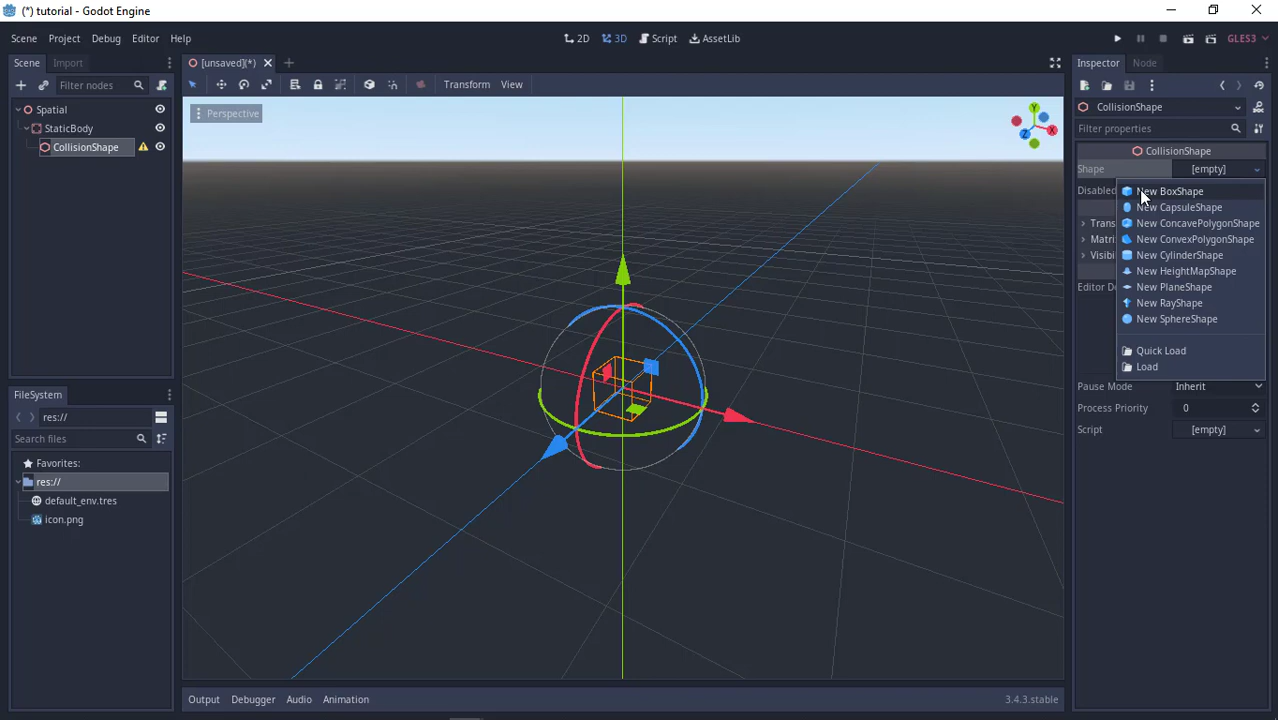 (*) tutorial - Godot Engine
Scene Project Debug Editor Help
2D 3D Script AssetLib
GLES3
Scene Import
[unsaved](*)
Inspector Node
Filter nodes
Transform View
Spatial
StaticBody
CollisionShape
Perspective
Y
X
Z
CollisionShape
Filter properties
CollisionShape
Shape [empty]
Disabled
New BoxShape
New CapsuleShape
Trans New ConcavePolygonShape
Matri New ConvexPolygonShape
Visibi New CylinderShape
New HeightMapShape
Editor De New PlaneShape
New RayShape
New SphereShape
Quick Load
Load
Pause Mode Inherit
Process Priority 0
Script [empty]
FileSystem
res://
Search files
Favorites:
res://
default_env.tres
icon.png
Output Debugger Audio Animation
3.4.3.stable